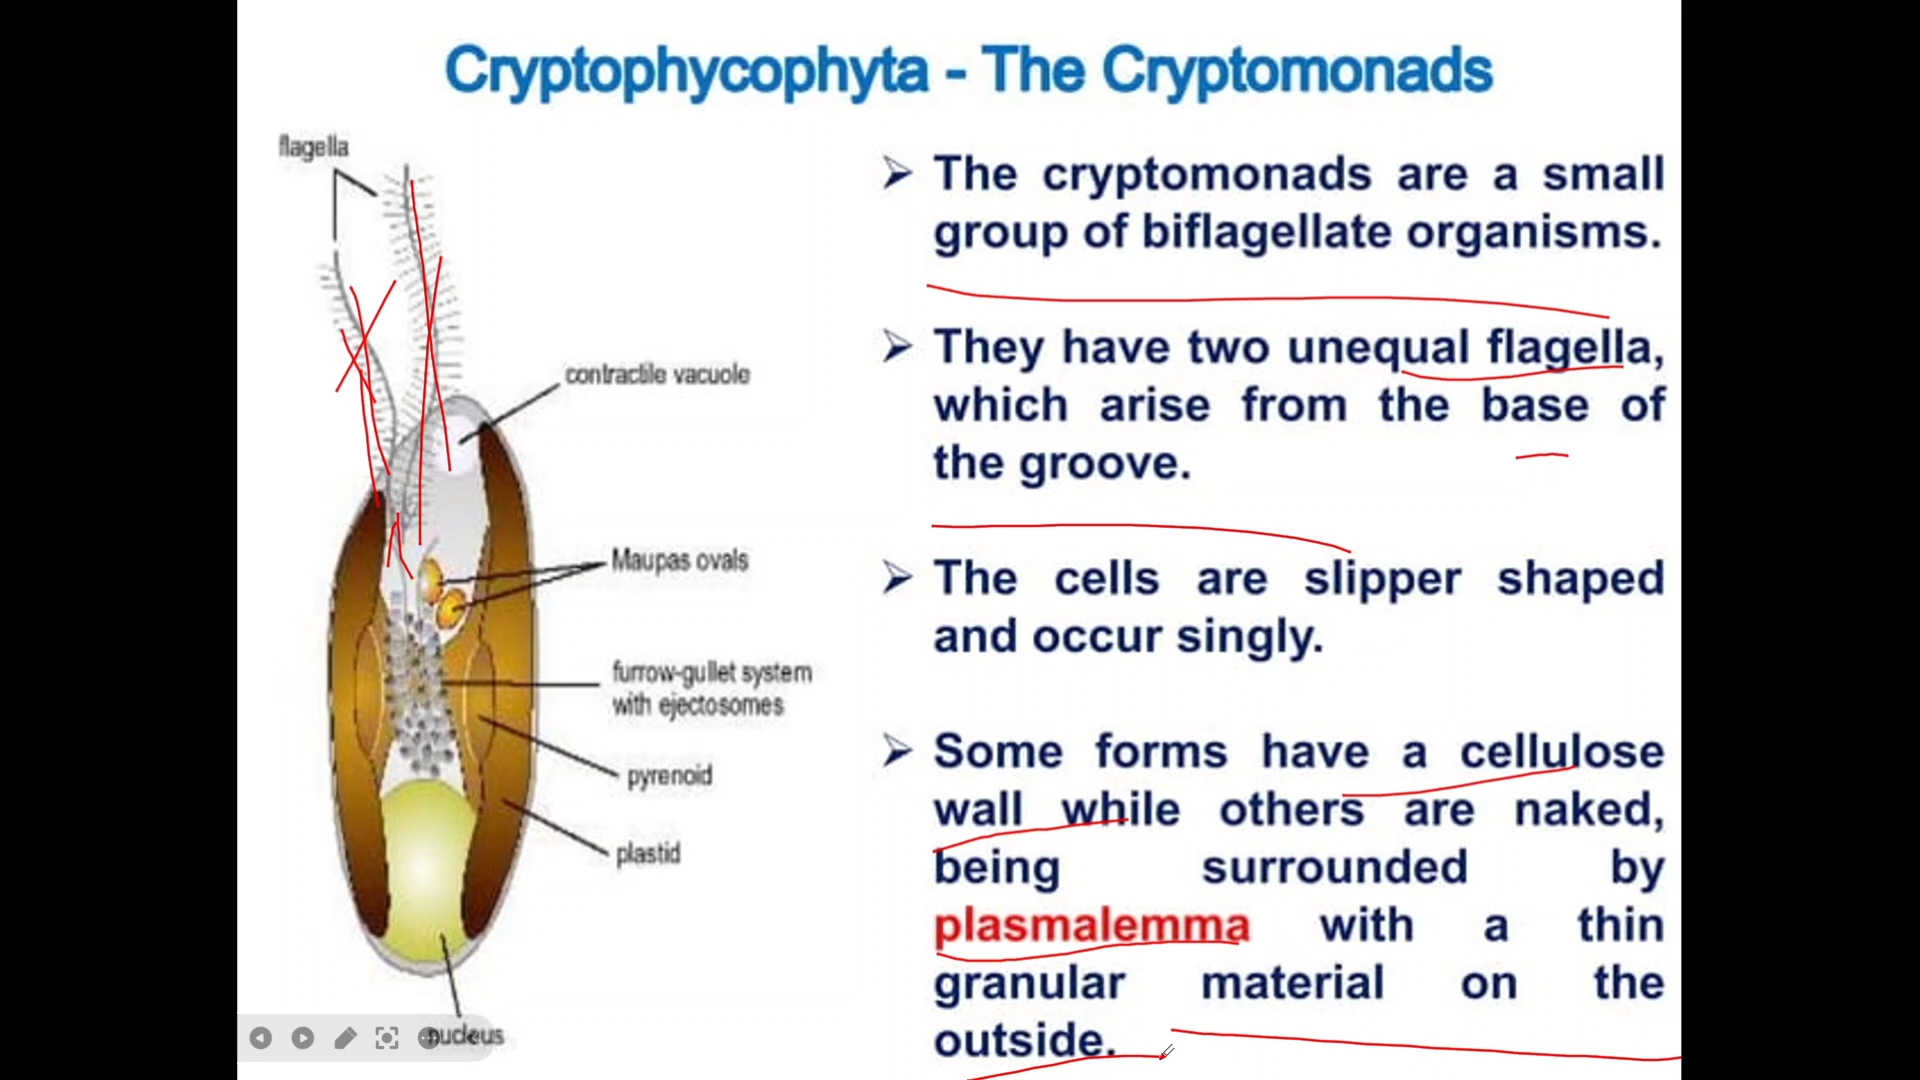 Cryptophycophyta - The Cryptomonads
flagella
contractile vacuole
Maupas ovals
furrow-gullet system
with ejectosomes
pyrenoid
plastid
nucleus
➢ The cryptomonads are a small
group of biflagellate organisms.
➢ They have two unequal flagella,
which arise from the base of
the groove.
➢ The cells are slipper shaped
and occur singly.
➢ Some forms have a cellulose
wall while others are naked,
being surrounded by
plasmalemma with a thin
granular material on the
outside.